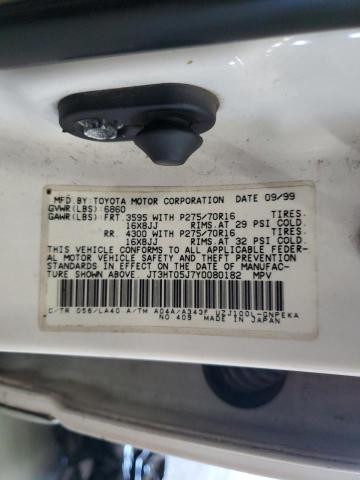 MFD.BY TOYOTA MOTOR CORPORATION DATE 09/99
GVWR(LBS) 6860
GAWR(LBS) FRT 3595 WITH P275/70R16 TIRES.
16X8JJ RIMS.AT 29 PSI COLD
RR. 4300 WITH P275/70R16 TIRES.
16X8JJ RIMS.AT 32 PSI COLD
THIS VEHICLE CONFORMS TO ALL APPLICABLE FEDERAL
MOTOR VEHICLE SAFETY AND THEFT PREVENTION
STANDARDS IN EFFECT ON THE DATE OF MANUFAC-
TURE SHOWN ABOVE. JT3HT05J7Y0080182 MPV
C/TR 056/LA40 A/TM A04A/A343F UZJ100L-GNPEKA
NO 409 MADE IN JAPAN